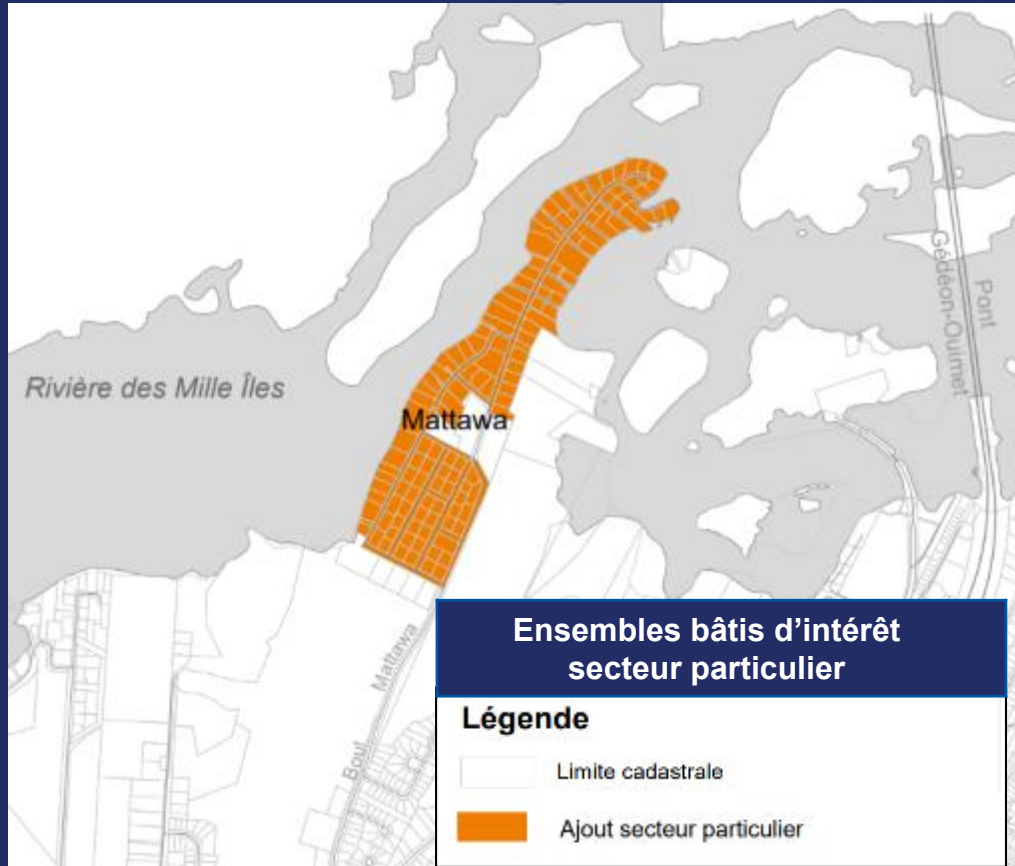 Gédéon-Ouimet
Pont
Rivière des Mille Îles
Mattawa
Boul Mattawa
Ensembles bâtis d'intérêt
secteur particulier
Légende
Limite cadastrale
Ajout secteur particulier